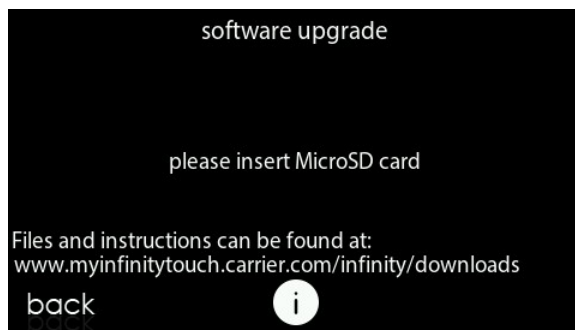 software upgrade
please insert MicroSD card
Files and instructions can be found at:
www.myinfinitytouch.carrier.com/infinity/downloads
back
i